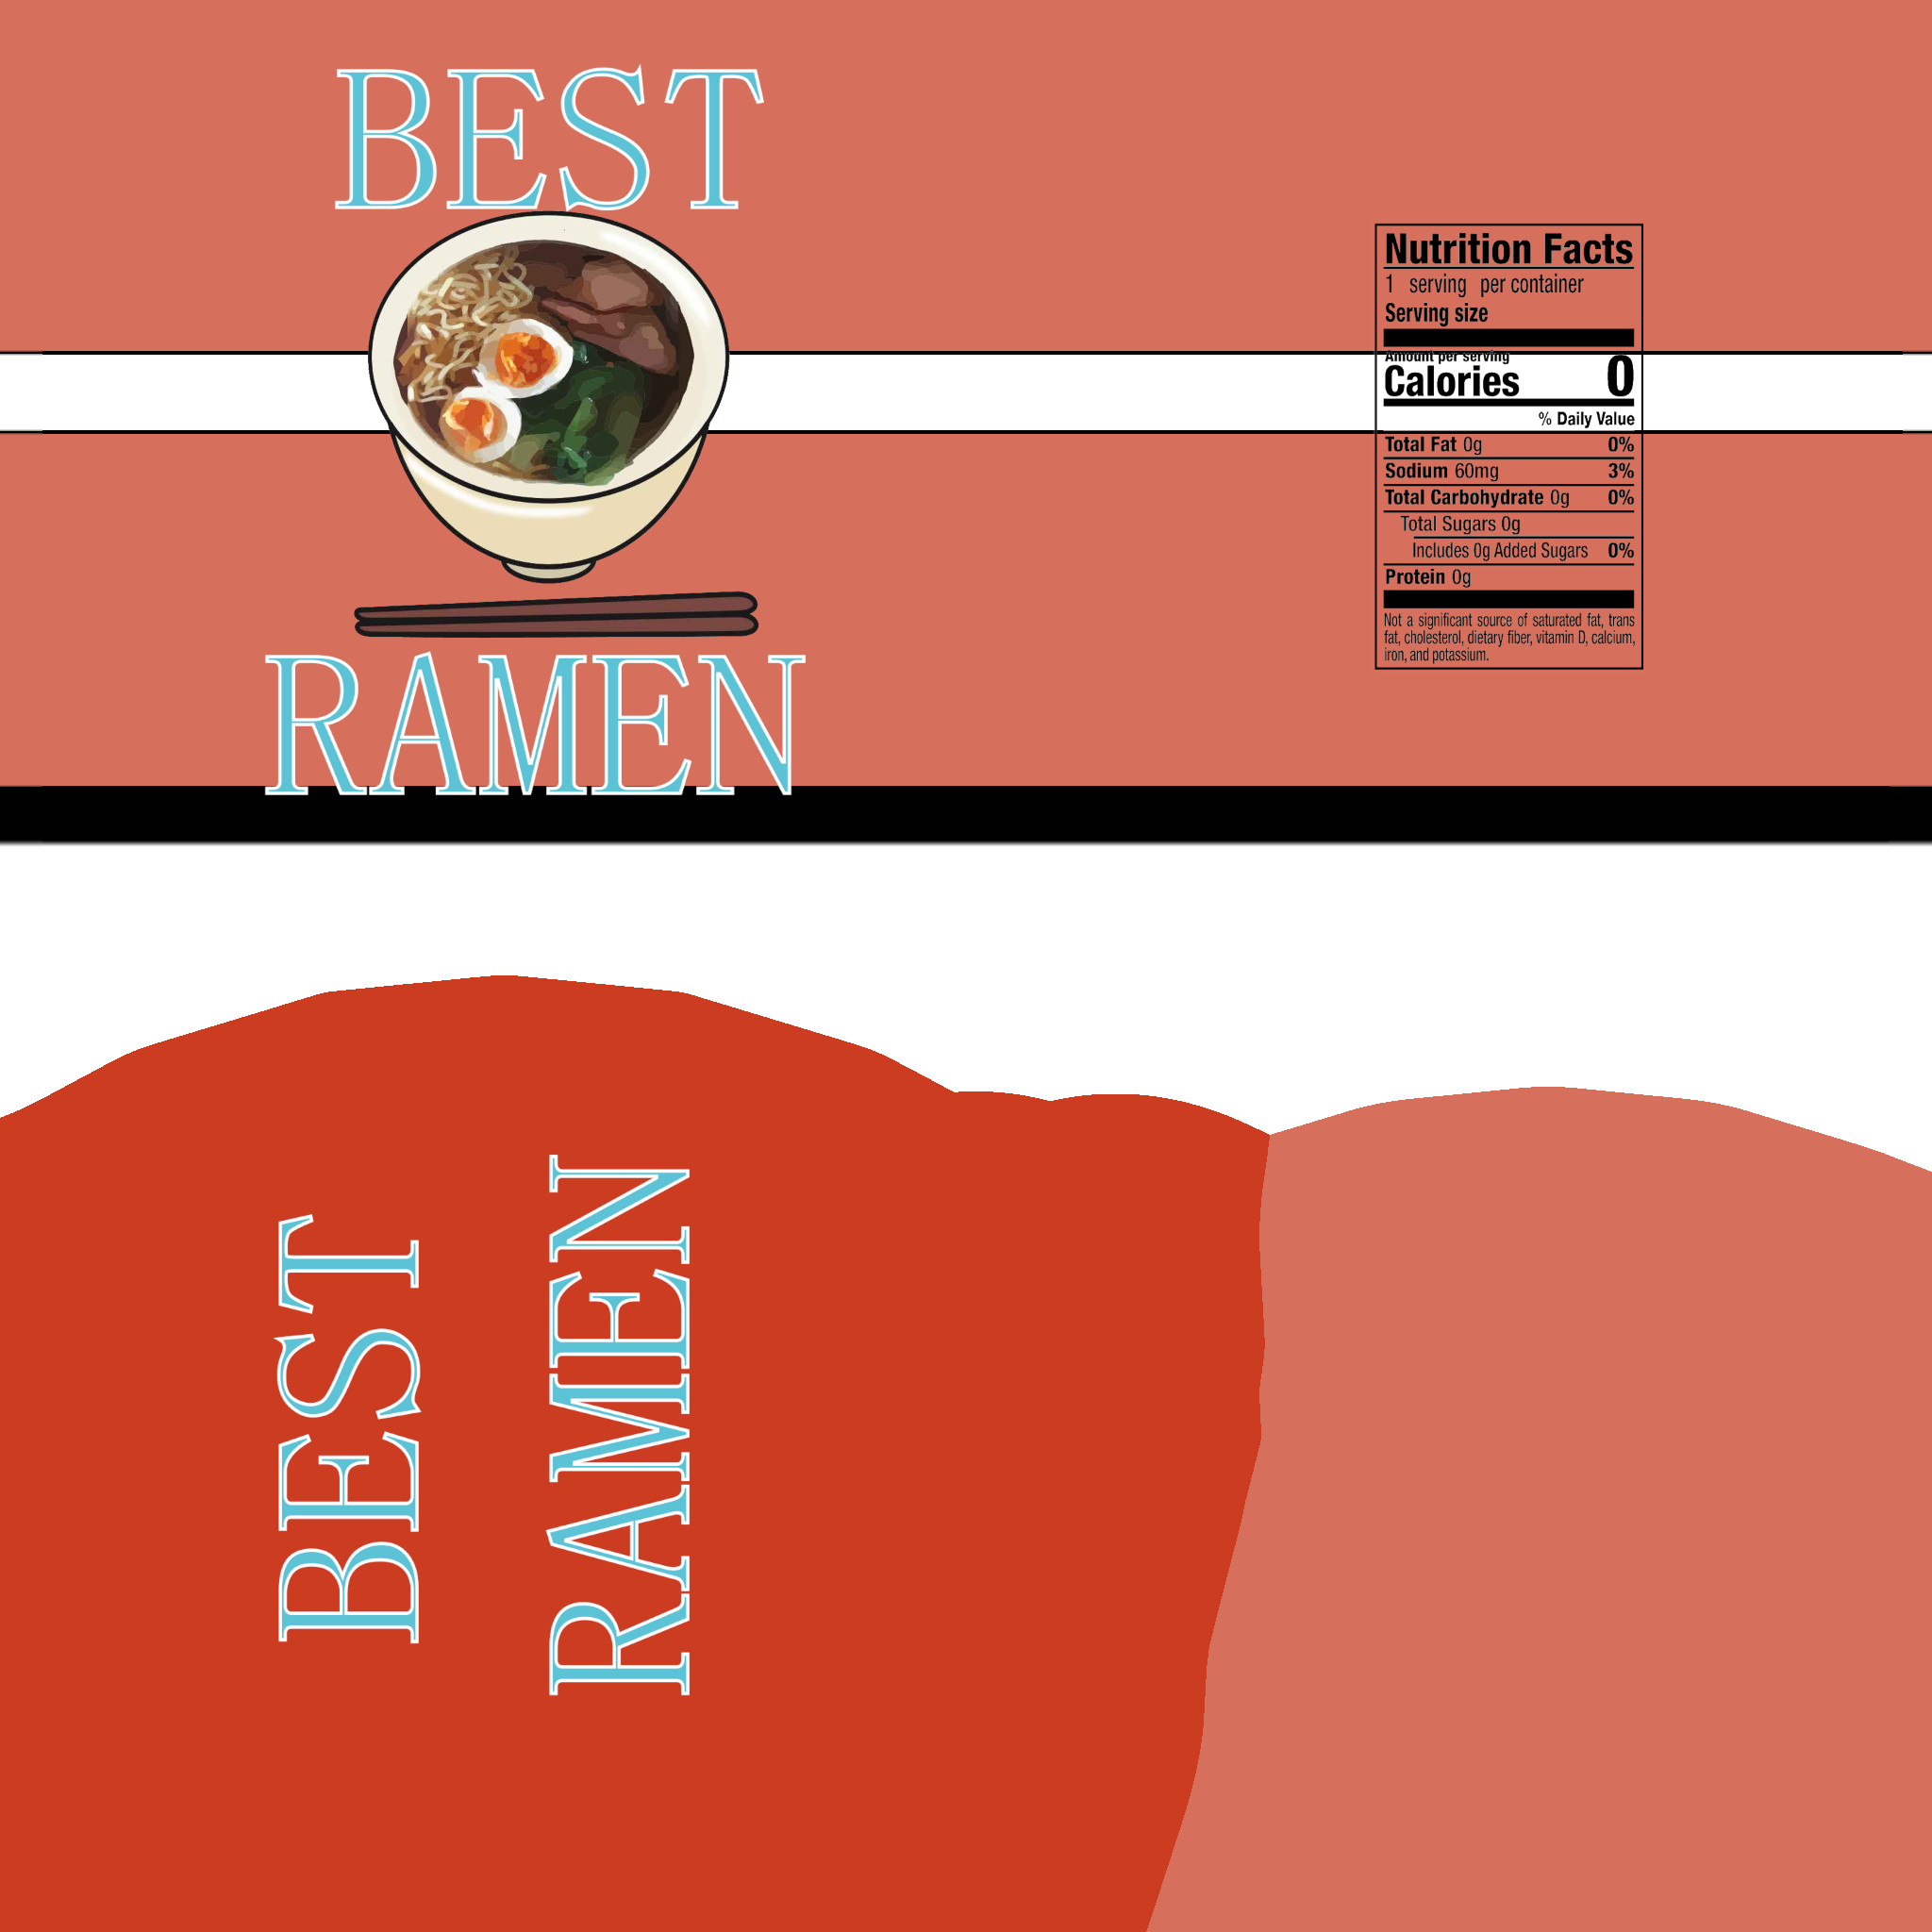 BEST
RAMEN
Nutrition Facts
1 serving per container
Serving size
Amount per serving
Calories 0
% Daily Value
Total Fat 0g 0%
Sodium 60mg 3%
Total Carbohydrate 0g 0%
Total Sugars 0g
Includes 0g Added Sugars 0%
Protein 0g
Not a significant source of saturated fat, trans
fat, cholesterol, dietary fiber, vitamin D, calcium,
iron, and potassium.
BEST
RAMEN